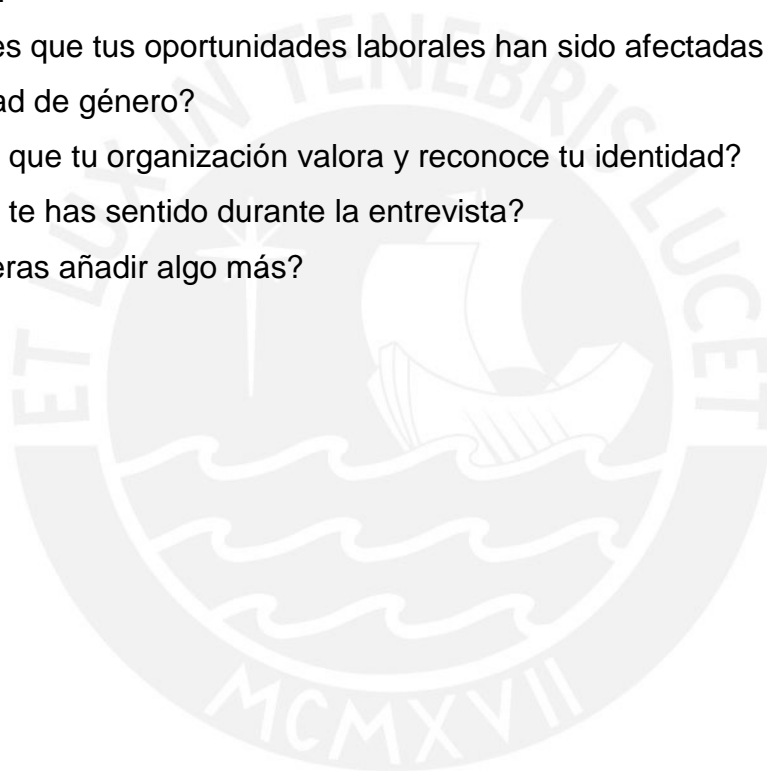 es que tus oportunidades laborales han sido afectadas
ad de género?
que tu organización valora y reconoce tu identidad?
te has sentido durante la entrevista?
eras añadir algo más?
ET LUX IN TENEBRIS LUCET
MCMXVII